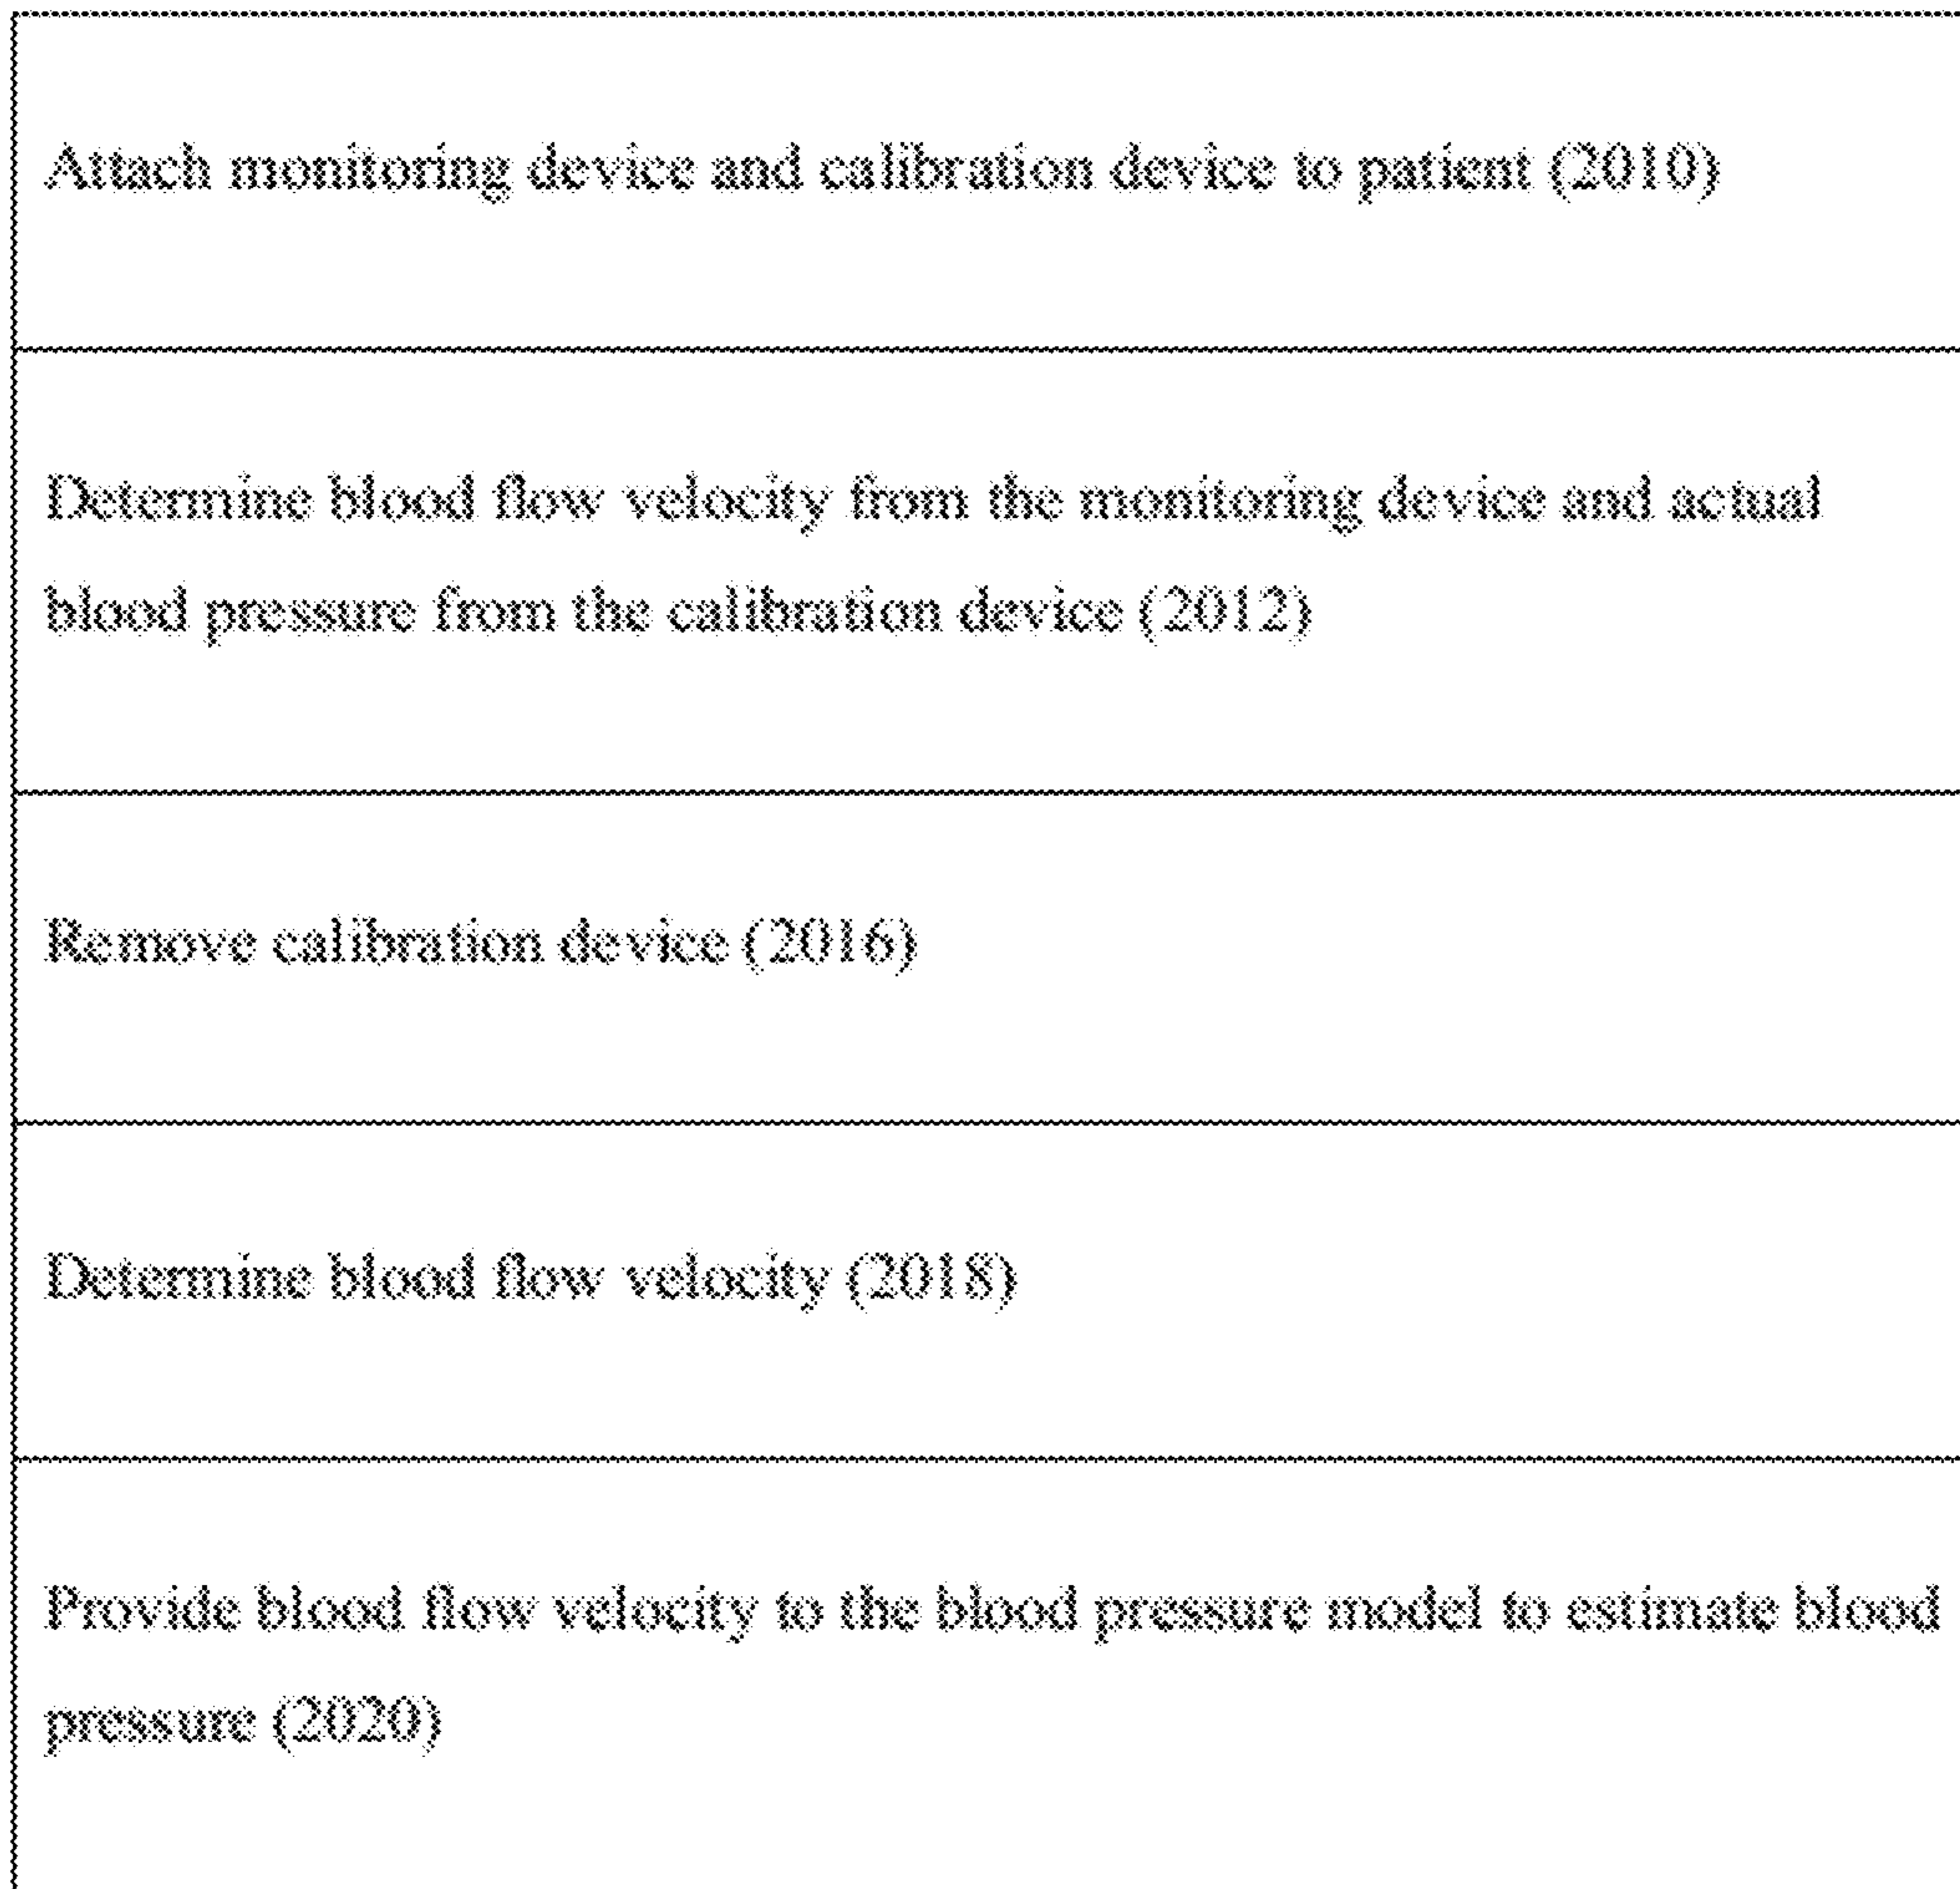 Attach monitoring device and calibration device to patient (2010)
Determine blood flow velocity from the monitoring device and actual
blood pressure from the calibration device (2012)
Remove calibration device (2016)
Determine blood flow velocity (2018)
Provide blood flow velocity to the blood pressure model to estimate blood
pressure (2020)